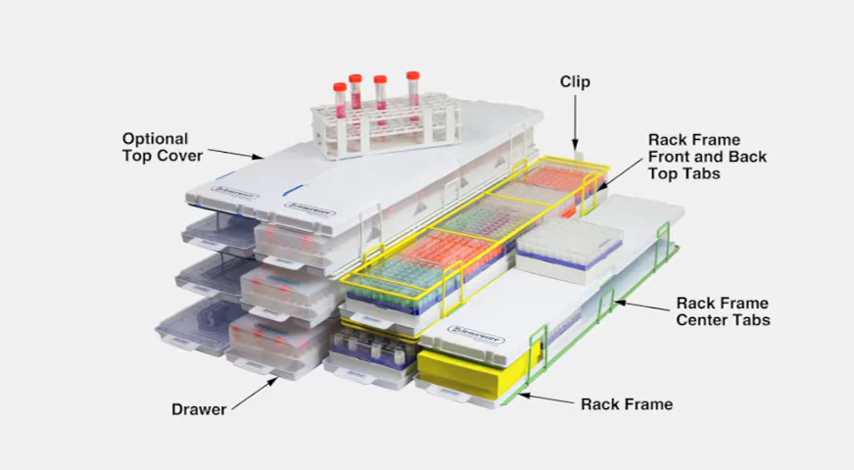 Clip
Optional
Top Cover
Rack Frame
Front and Back
Top Tabs
Rack Frame
Center Tabs
Drawer
Rack Frame